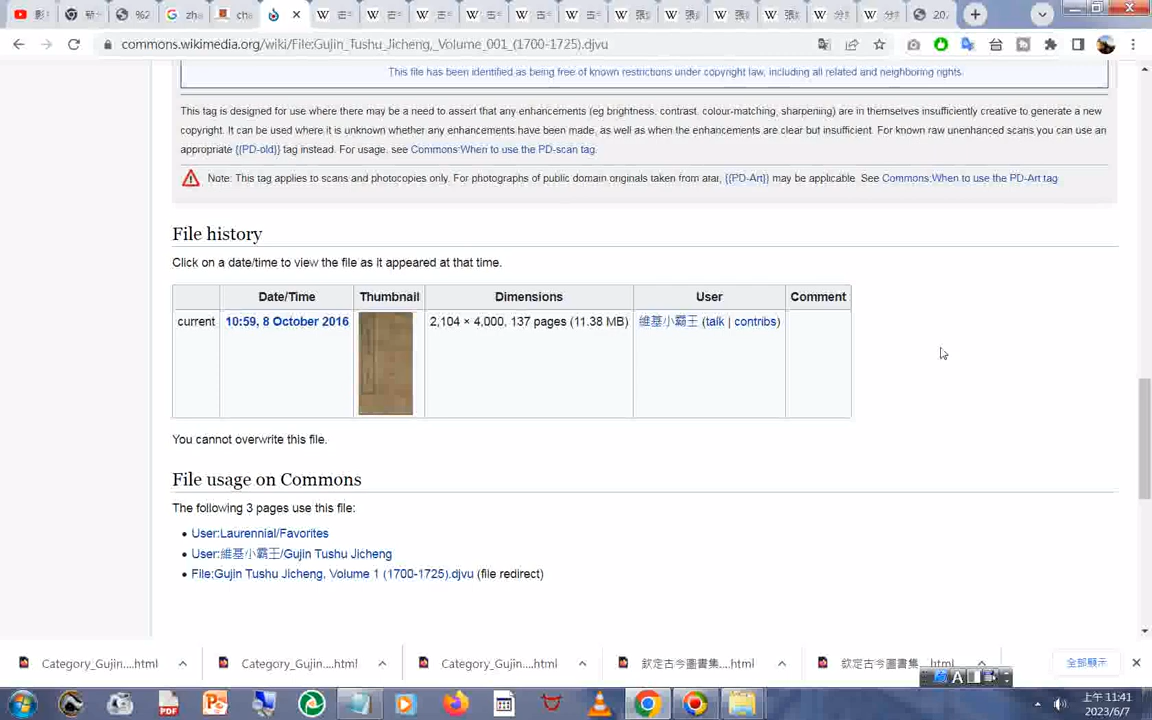 commons.wikimedia.org/wiki/File:Gujin_Tushu_Jicheng,_Volume_001_(1700-1725).djvu
This file has been identified as being free of known restrictions under copyright law, including all related and neighboring rights.
This tag is designed for use where there may be a need to assert that any enhancements (eg brightness, contrast, colour-matching, sharpening) are in themselves insufficiently creative to generate a new
copyright. It can be used where it is unknown whether any enhancements have been made, as well as when the enhancements are clear but insufficient. For known raw unenhanced scans you can use an
appropriate {{PD-old}} tag instead. For usage, see Commons:When to use the PD-scan tag.
Note: This tag applies to scans and photocopies only. For photographs of public domain originals taken from afar, {{PD-Art}} may be applicable. See Commons:When to use the PD-Art tag
File history
Click on a date/time to view the file as it appeared at that time.
Date/Time Thumbnail Dimensions User Comment
current 10:59, 8 October 2016 2,104 × 4,000, 137 pages (11.38 MB) 維基小霸王 (talk | contribs)
You cannot overwrite this file.
File usage on Commons
The following 3 pages use this file:
• User:Laurennial/Favorites
• User:維基小霸王/Gujin Tushu Jicheng
• File:Gujin Tushu Jicheng, Volume 1 (1700-1725).djvu (file redirect)
Category_Gujin....html Category_Gujin....html Category_Gujin....html 欽定古今圖書集....html 欽定古今圖書集....html 全部顯示
上午 11:41
2023/6/7